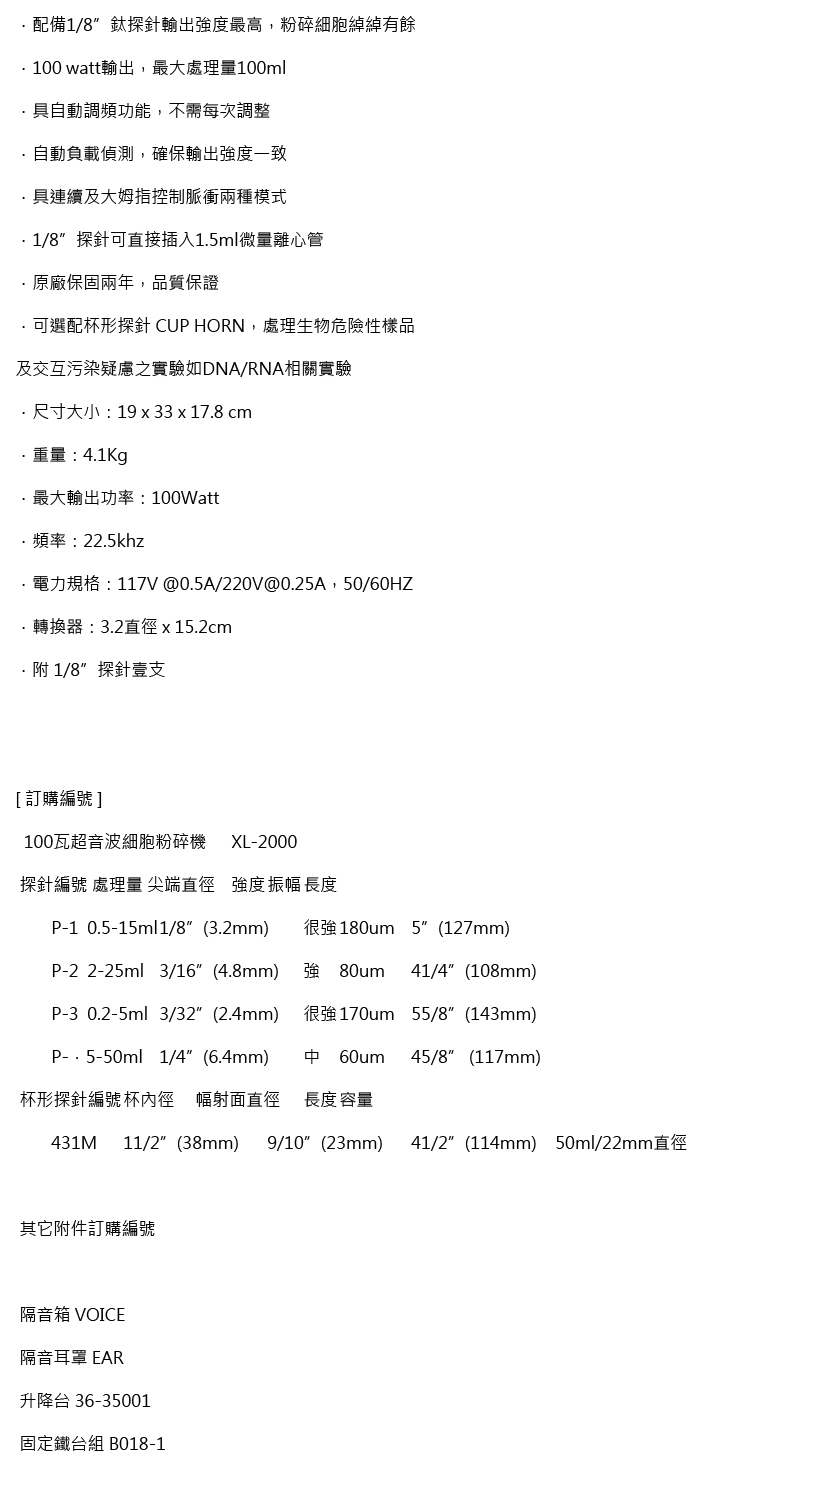 ．配備1/8” 鈦探針輸出強度最高，粉碎細胞綽綽有餘
．100 watt輸出，最大處理量100ml
．具自動調頻功能，不需每次調整
．自動負載偵測，確保輸出強度一致
．具連續及大姆指控制脈衝兩種模式
．1/8” 探針可直接插入1.5ml微量離心管
．原廠保固兩年，品質保證
．可選配杯形探針 CUP HORN，處理生物危險性樣品
及交互污染疑慮之實驗如DNA/RNA相關實驗
．尺寸大小：19 x 33 x 17.8 cm
．重量：4.1Kg
．最大輸出功率：100Watt
．頻率：22.5khz
．電力規格：117V @0.5A/220V@0.25A，50/60HZ
．轉換器：3.2直徑 x 15.2cm
．附 1/8” 探針壹支
[ 訂購編號 ]
100瓦超音波細胞粉碎機 XL-2000
探針編號 處理量 尖端直徑 強度 振幅 長度
P-1 0.5-15ml 1/8” (3.2mm) 很強 180um 5” (127mm)
P-2 2-25ml 3/16” (4.8mm) 強 80um 41/4” (108mm)
P-3 0.2-5ml 3/32” (2.4mm) 很強 170um 55/8” (143mm)
P-．5-50ml 1/4” (6.4mm) 中 60um 45/8” (117mm)
杯形探針編號 杯內徑 幅射面直徑 長度 容量
431M 11/2” (38mm) 9/10” (23mm) 41/2” (114mm) 50ml/22mm直徑
其它附件訂購編號
隔音箱 VOICE
隔音耳罩 EAR
升降台 36-35001
固定鐵台組 B018-1